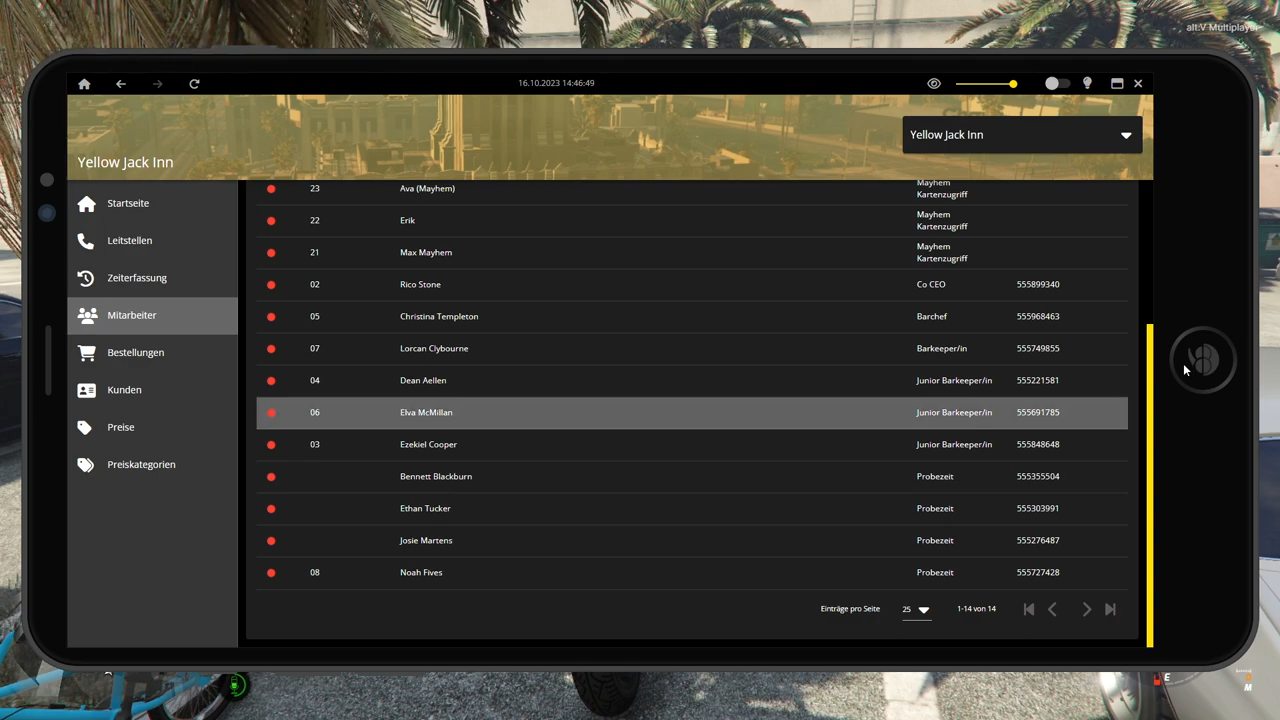 alt:V Multiplayer
16.10.2023 14:46:49
Yellow Jack Inn
Yellow Jack Inn
Startseite
Leitstellen
Zeiterfassung
Mitarbeiter
Bestellungen
Kunden
Preise
Preiskategorien
23 Ava (Mayhem) Mayhem
Kartenzugriff
22 Erik Mayhem
Kartenzugriff
21 Max Mayhem Mayhem
Kartenzugriff
02 Rico Stone Co CEO 555899340
05 Christina Templeton Barchef 555968463
07 Lorcan Clybourne Barkeeper/in 555749855
04 Dean Aellen Junior Barkeeper/in 555221581
06 Elva McMillan Junior Barkeeper/in 555691785
03 Ezekiel Cooper Junior Barkeeper/in 555848648
Bennett Blackburn Probezeit 555355504
Ethan Tucker Probezeit 555303991
Josie Martens Probezeit 555276487
08 Noah Fives Probezeit 555727428
Einträge pro Seite 25 1-14 von 14
E
M